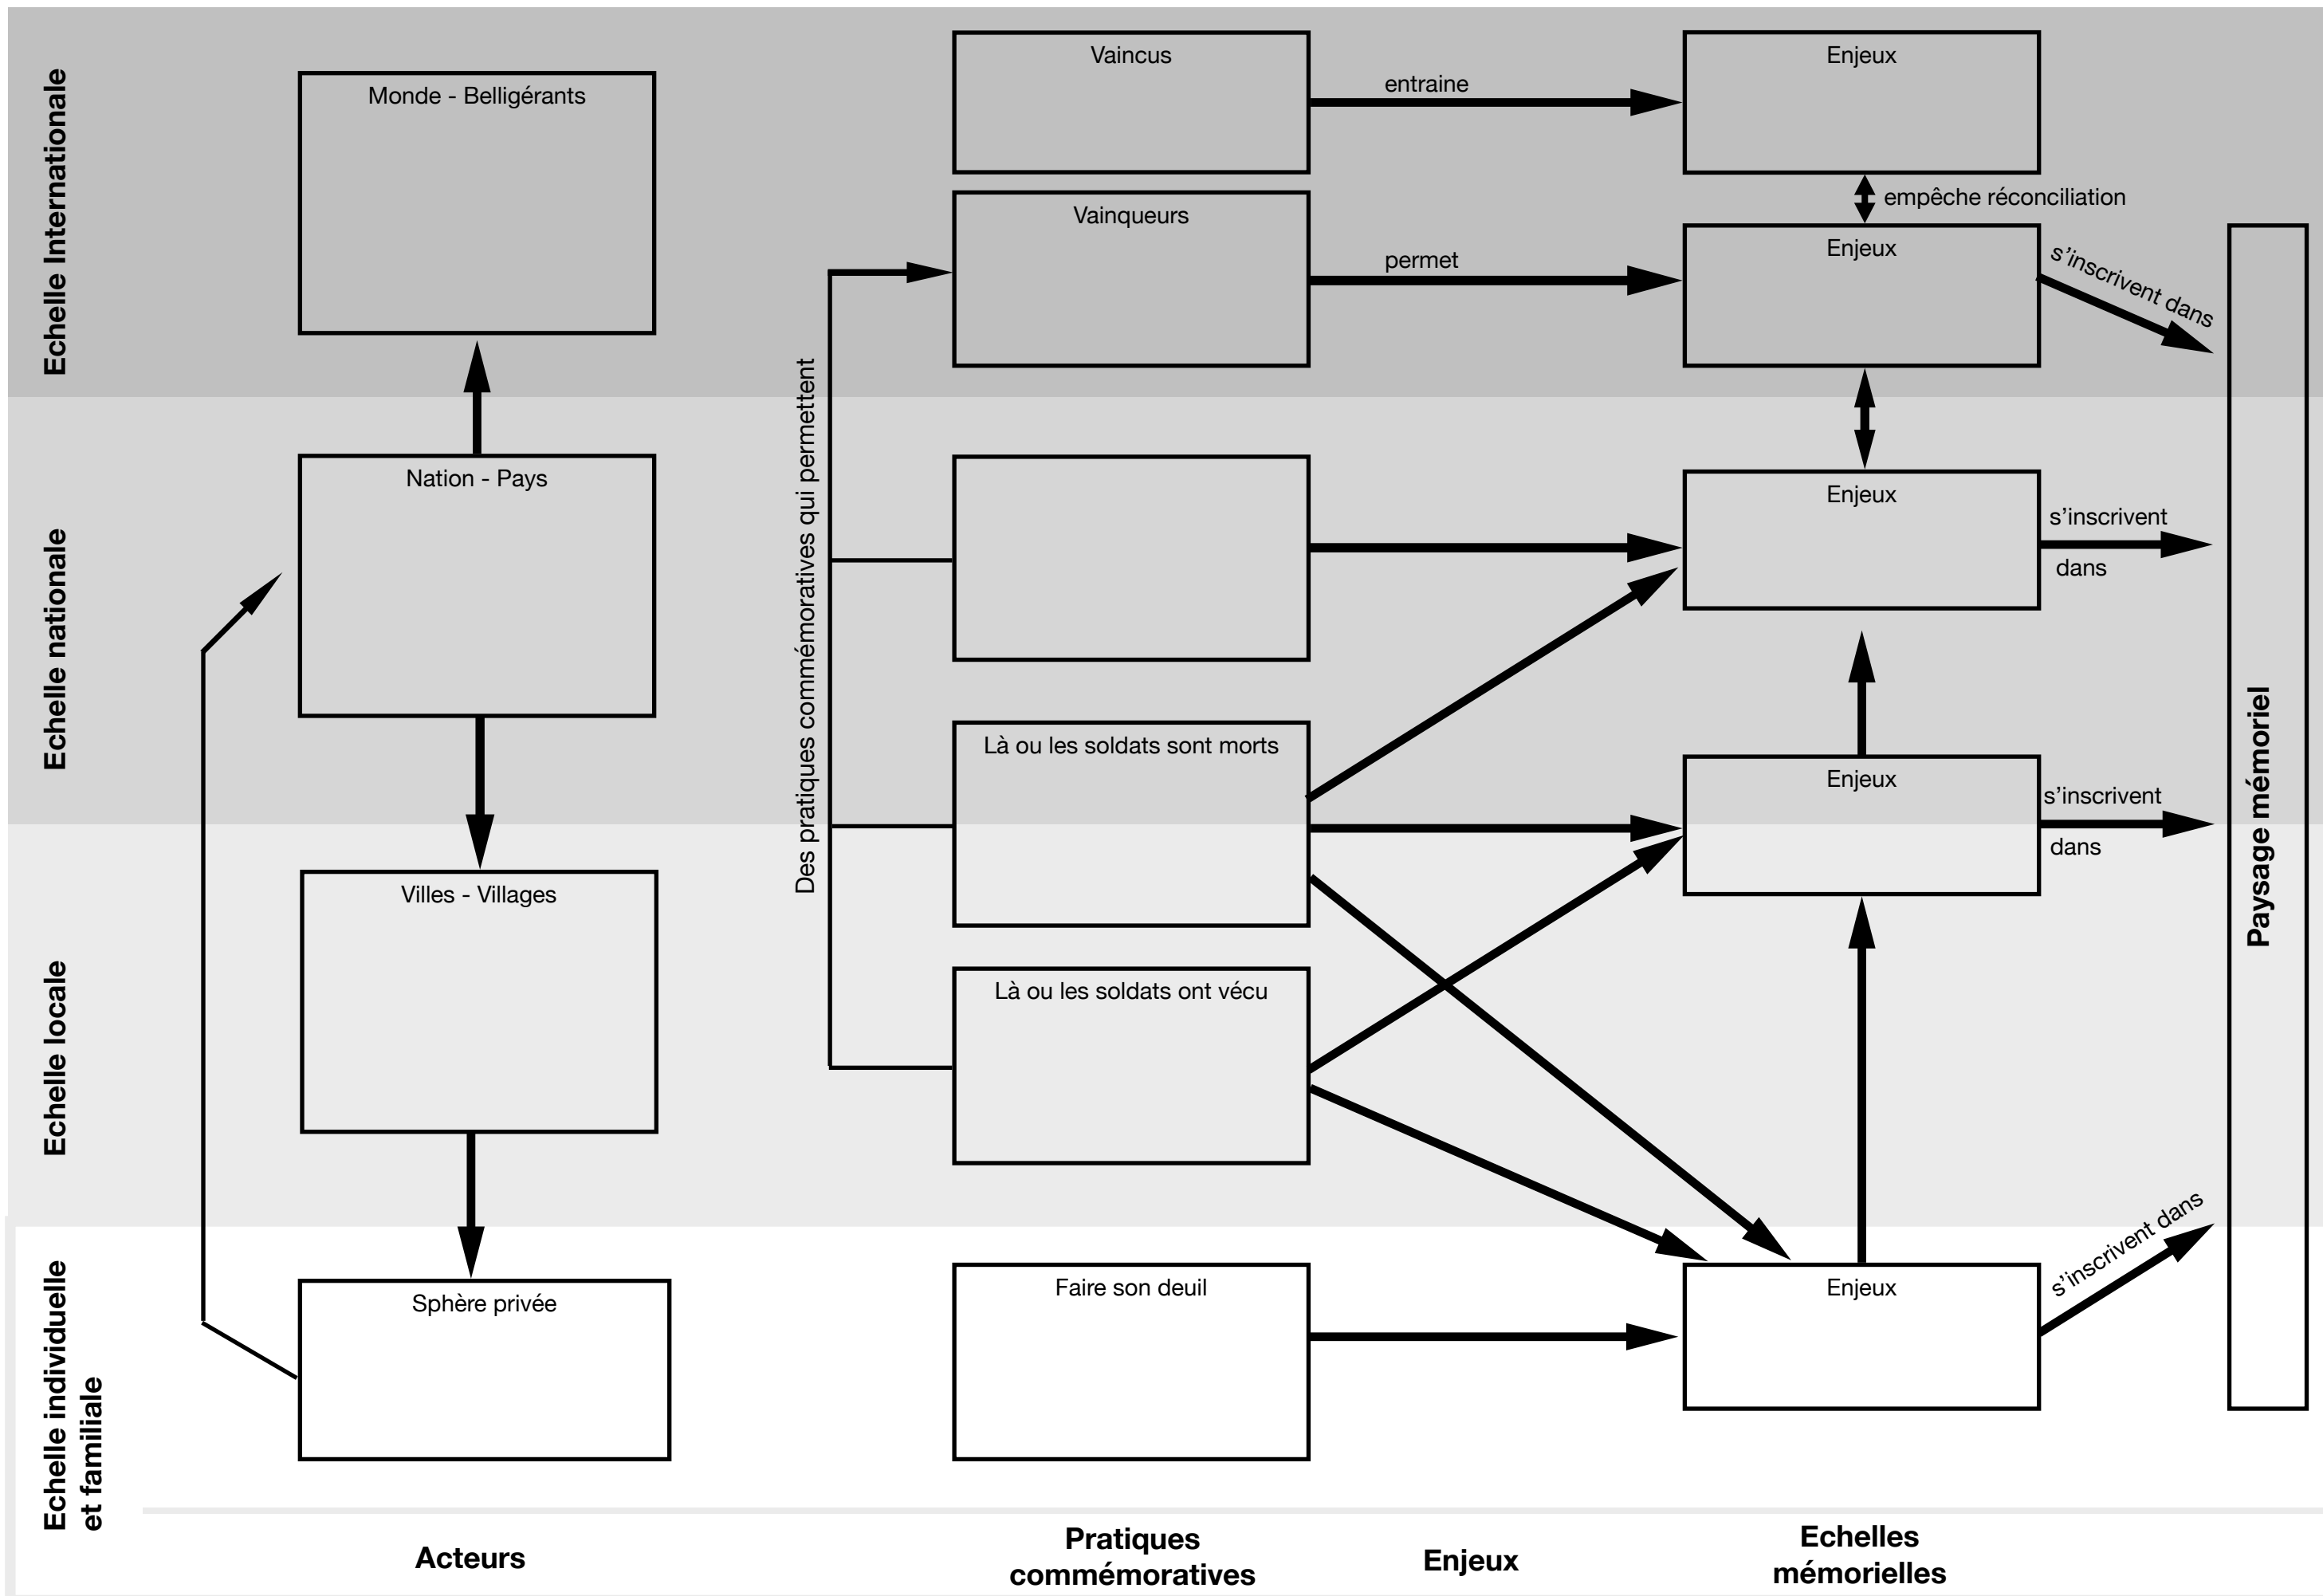 Echelle Internationale
Monde - Belligérants
Vaincus
entraine
Enjeux
empêche réconciliation
Vainqueurs
permet
Enjeux
s'inscrivent dans
Echelle nationale
Nation - Pays
Des pratiques commémoratives qui permettent
Enjeux
s'inscrivent
dans
Là ou les soldats sont morts
Enjeux
s'inscrivent
dans
Paysage mémoriel
Echelle locale
Villes - Villages
Là ou les soldats ont vécu
Echelle individuelle
et familiale
Sphère privée
Faire son deuil
Enjeux
s'inscrivent dans
Acteurs
Pratiques
commémoratives
Enjeux
Echelles
mémorielles